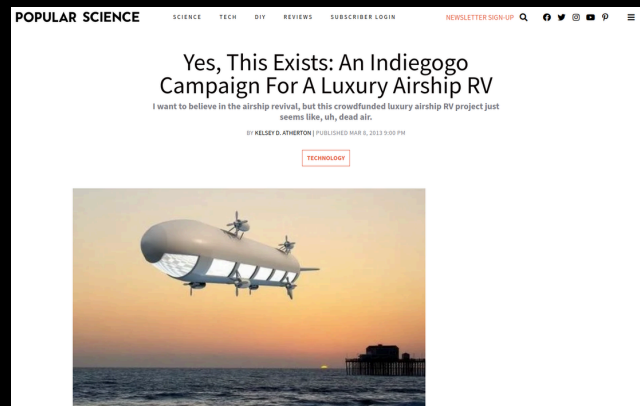 POPULAR SCIENCE
SCIENCE TECH DIY REVIEWS SUBSCRIBER LOGIN
NEWSLETTER SIGN-UP
Yes, This Exists: An Indiegogo
Campaign For A Luxury Airship RV
I want to believe in the airship revival, but this crowdfunded luxury airship RV project just
seems like, uh, dead air.
BY KELSEY D. ATHERTON | PUBLISHED MAR 8, 2013 9:00 PM
TECHNOLOGY